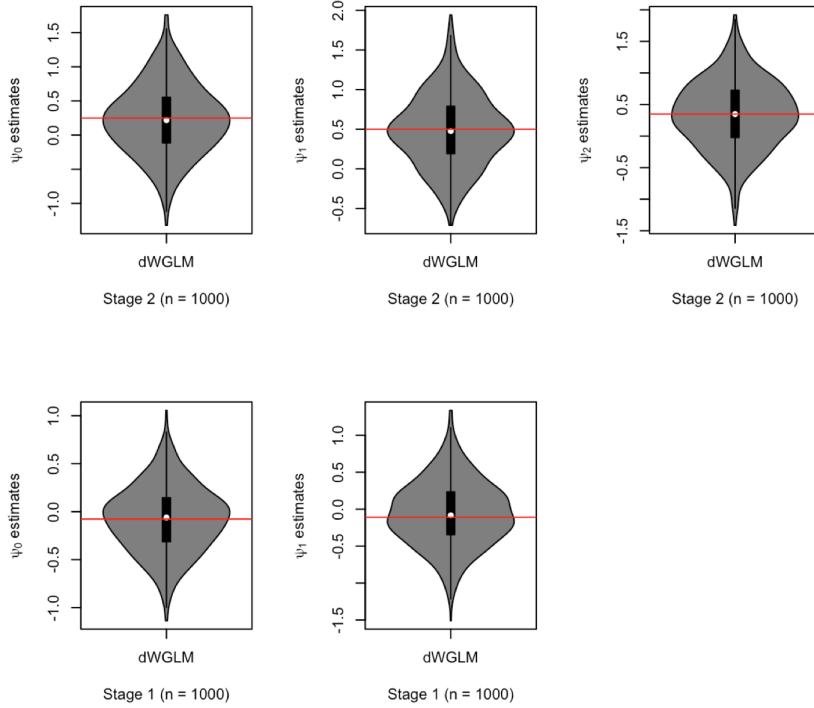 ψ0 estimates
1.5
0.5
0.0
-1.0
dWGLM
Stage 2 (n = 1000)
ψ1 estimates
2.0
1.0
0.5
0.0
-0.5
dWGLM
Stage 2 (n = 1000)
ψ2 estimates
1.5
0.5
-0.5
-1.5
dWGLM
Stage 2 (n = 1000)
ψ0 estimates
1.0
0.5
0.0
-0.5
-1.0
dWGLM
Stage 1 (n = 1000)
ψ1 estimates
1.0
0.5
0.0
-0.5
-1.5
dWGLM
Stage 1 (n = 1000)